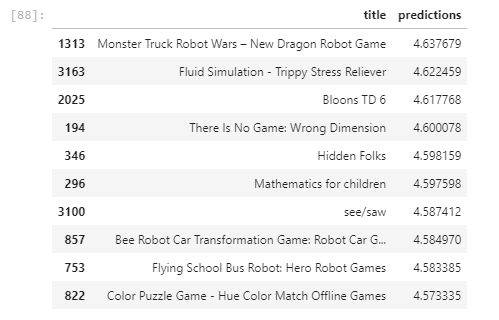 [88]:
title predictions
1313 Monster Truck Robot Wars – New Dragon Robot Game 4.637679
3163 Fluid Simulation - Trippy Stress Reliever 4.622459
2025 Bloons TD 6 4.617768
194 There Is No Game: Wrong Dimension 4.600078
346 Hidden Folks 4.598159
296 Mathematics for children 4.597598
3100 see/saw 4.587412
857 Bee Robot Car Transformation Game: Robot Car G... 4.584970
753 Flying School Bus Robot: Hero Robot Games 4.583385
822 Color Puzzle Game - Hue Color Match Offline Games 4.573335